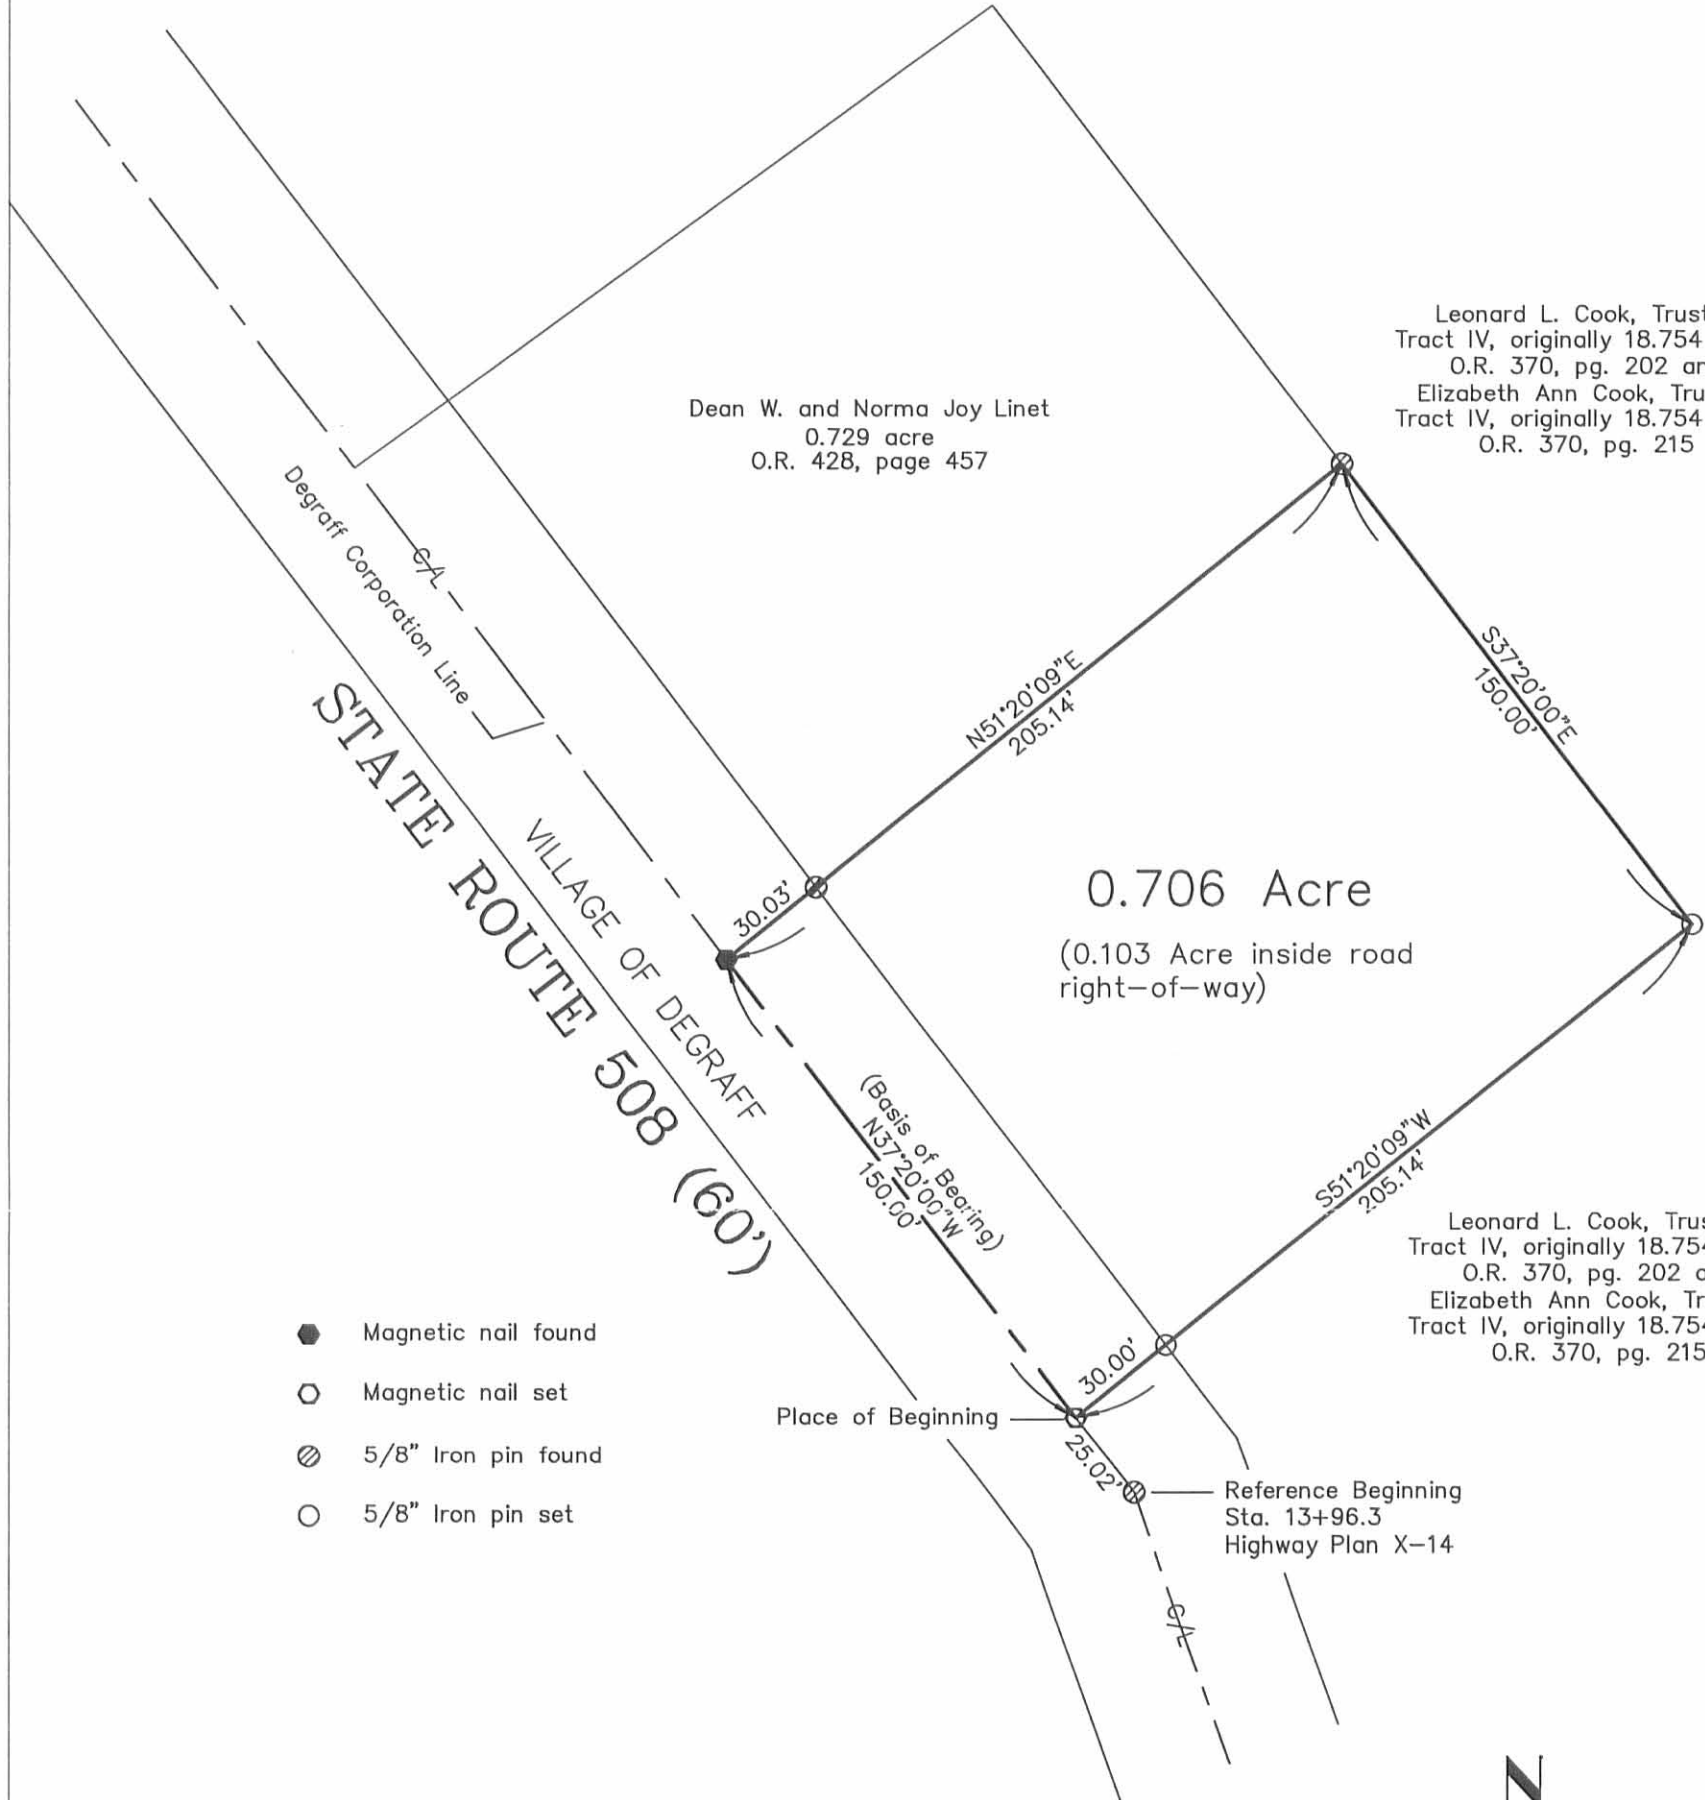 Leonard L. Cook, Trust
Tract IV, originally 18.754
O.R. 370, pg. 202 an
Elizabeth Ann Cook, Tru
Tract IV, originally 18.754
O.R. 370, pg. 215
Dean W. and Norma Joy Linet
0.729 acre
O.R. 428, page 457
C/L
Degraff Corporation Line
STATE ROUTE 508 (60')
VILLAGE OF DEGRAFF
N51°20'09"E
205.14'
S37°20'00"E
150.00'
30.03'
0.706 Acre
(0.103 Acre inside road
right-of-way)
(Basis of Bearing)
N37°20'00"W
150.00'
S51°20'09"W
205.14'
Leonard L. Cook, Trus
Tract IV, originally 18.754
O.R. 370, pg. 202 a
Elizabeth Ann Cook, Tr
Tract IV, originally 18.754
O.R. 370, pg. 215
30.00'
Place of Beginning
25.02'
Reference Beginning
Sta. 13+96.3
Highway Plan X-14
C/L
Magnetic nail found
Magnetic nail set
5/8" Iron pin found
5/8" Iron pin set
N